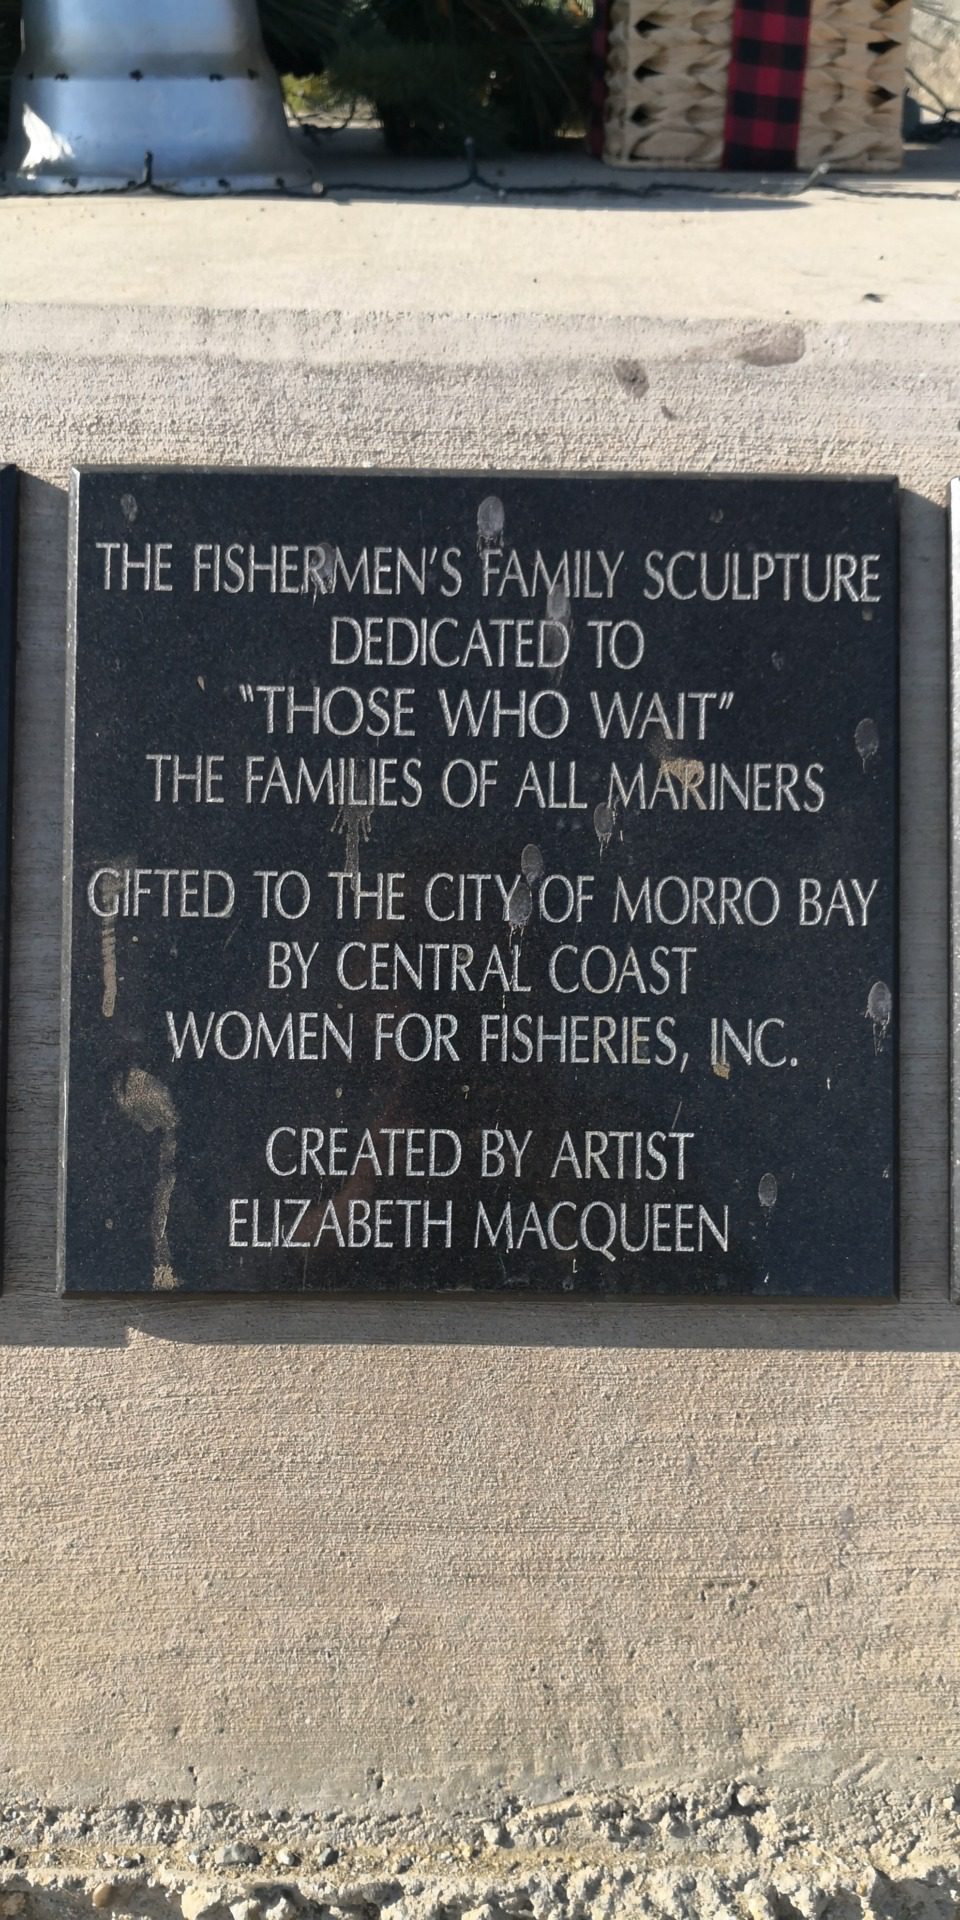 THE FISHERMEN'S FAMILY SCULPTURE
DEDICATED TO
"THOSE WHO WAIT"
THE FAMILIES OF ALL MARINERS
GIFTED TO THE CITY OF MORRO BAY
BY CENTRAL COAST
WOMEN FOR FISHERIES, INC.
CREATED BY ARTIST
ELIZABETH MACQUEEN